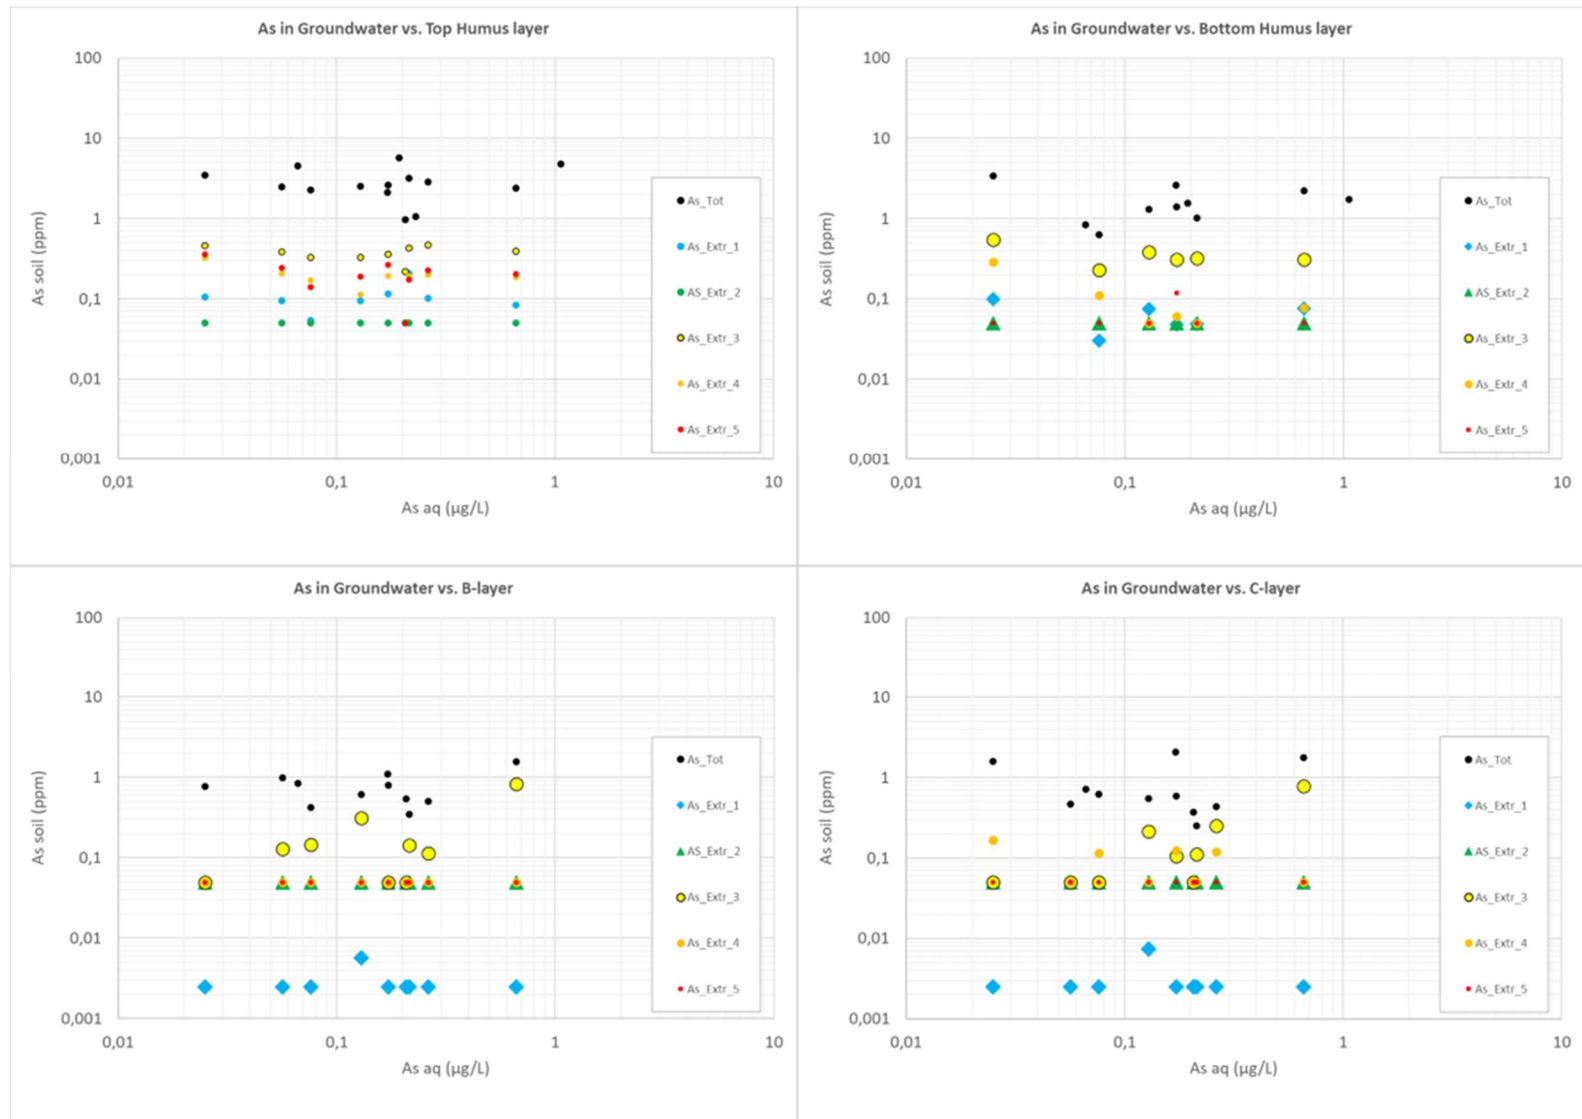 As in Groundwater vs. Top Humus layer
100
10
1
0,1
0,01
0,001
As soil (ppm)
0,01 0,1 1 10
As aq (µg/L)
As_Tot
As_Extr_1
AS_Extr_2
As_Extr_3
As_Extr_4
As_Extr_5
As in Groundwater vs. Bottom Humus layer
100
10
1
0,1
0,01
0,001
As soil (ppm)
0,01 0,1 1 10
As aq (µg/L)
As_Tot
As_Extr_1
AS_Extr_2
As_Extr_3
As_Extr_4
As_Extr_5
As in Groundwater vs. B-layer
100
10
1
0,1
0,01
0,001
As soil (ppm)
0,01 0,1 1 10
As aq (µg/L)
As_Tot
As_Extr_1
AS_Extr_2
As_Extr_3
As_Extr_4
As_Extr_5
As in Groundwater vs. C-layer
100
10
1
0,1
0,01
0,001
As soil (ppm)
0,01 0,1 1 10
As aq (µg/L)
As_Tot
As_Extr_1
AS_Extr_2
As_Extr_3
As_Extr_4
As_Extr_5